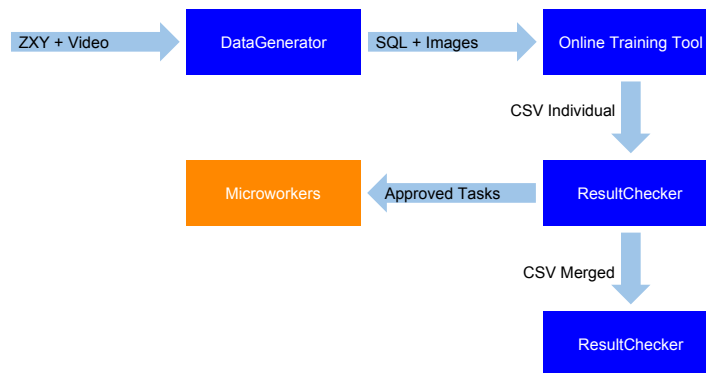 ZXY + Video
DataGenerator
SQL + Images
Online Training Tool
CSV Individual
Microworkers
Approved Tasks
ResultChecker
CSV Merged
ResultChecker